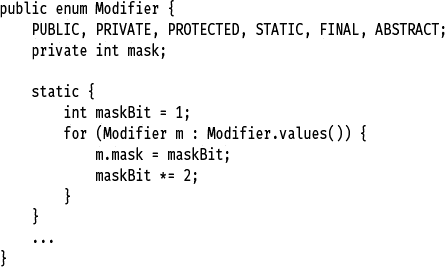 public enum Modifier {
    PUBLIC, PRIVATE, PROTECTED, STATIC, FINAL, ABSTRACT;
    private int mask;

    static {
        int maskBit = 1;
        for (Modifier m : Modifier.values()) {
            m.mask = maskBit;
            maskBit *= 2;
        }
    }
    ...
}